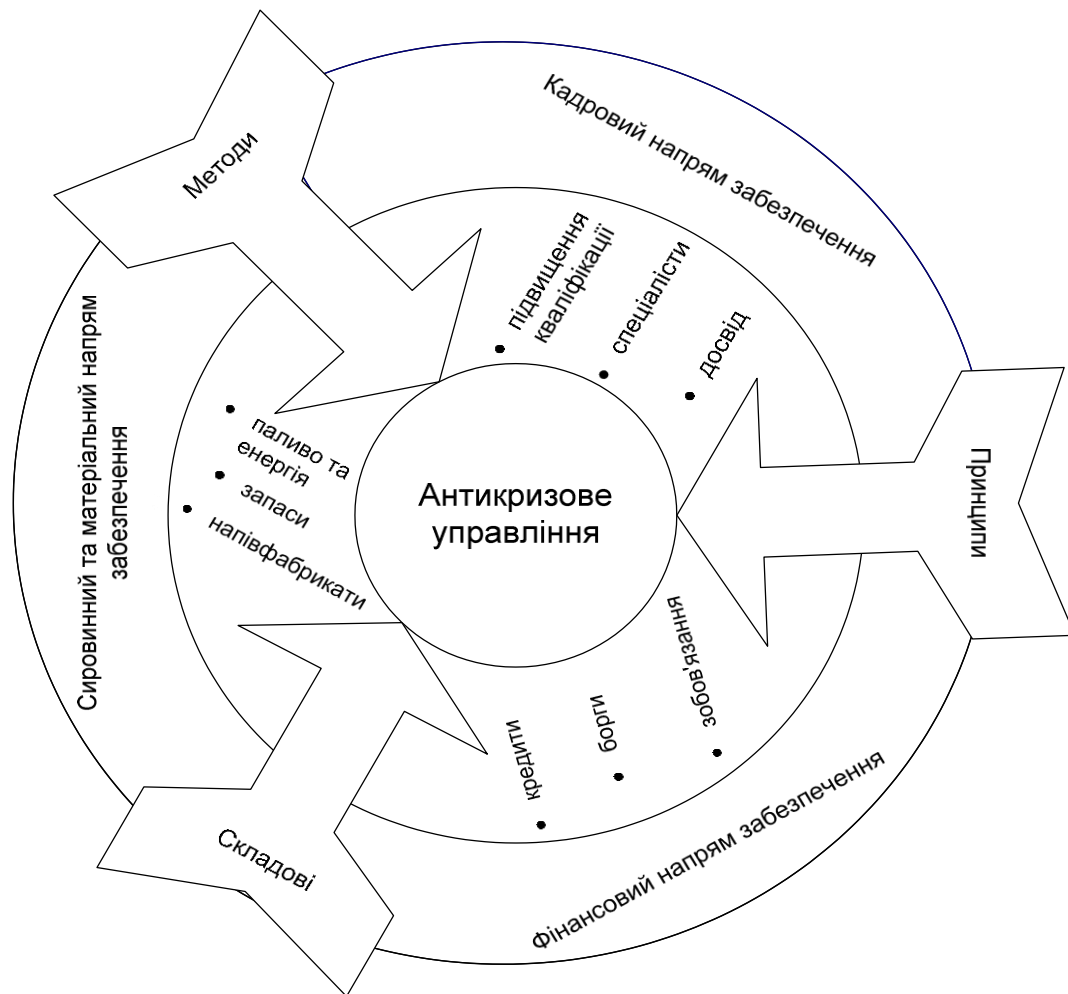 Методи
Кадровий напрям забезпечення
підвищення
кваліфікації
спеціалісти
досвід
Принципи
Сировинний та матеріальний напрям
забезпечення
паливо та
енергія
запаси
напівфабрикати
Антикризове
управління
кредити
борги
зобов'язання
Складові
Фінансовий напрям забезпечення